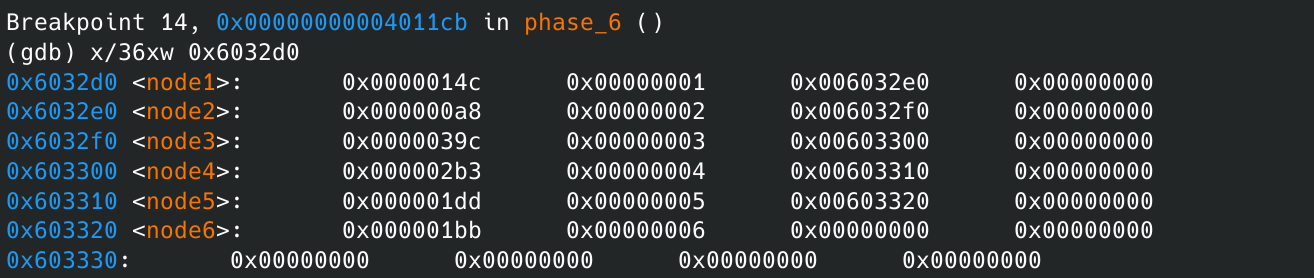 Breakpoint 14, 0x00000000004011cb in phase_6 ()
(gdb) x/36xw 0x6032d0
0x6032d0 <node1>: 0x0000014c 0x00000001 0x006032e0 0x00000000
0x6032e0 <node2>: 0x000000a8 0x00000002 0x006032f0 0x00000000
0x6032f0 <node3>: 0x0000039c 0x00000003 0x00603300 0x00000000
0x603300 <node4>: 0x000002b3 0x00000004 0x00603310 0x00000000
0x603310 <node5>: 0x000001dd 0x00000005 0x00603320 0x00000000
0x603320 <node6>: 0x000001bb 0x00000006 0x00000000 0x00000000
0x603330: 0x00000000 0x00000000 0x00000000 0x00000000